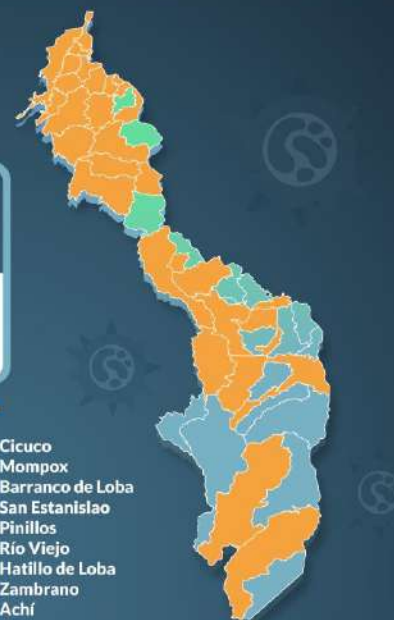 Cicuco
Mompox
Barranco de Loba
San Estanislao
Pinillos
Río Viejo
Hatillo de Loba
Zambrano
Achí